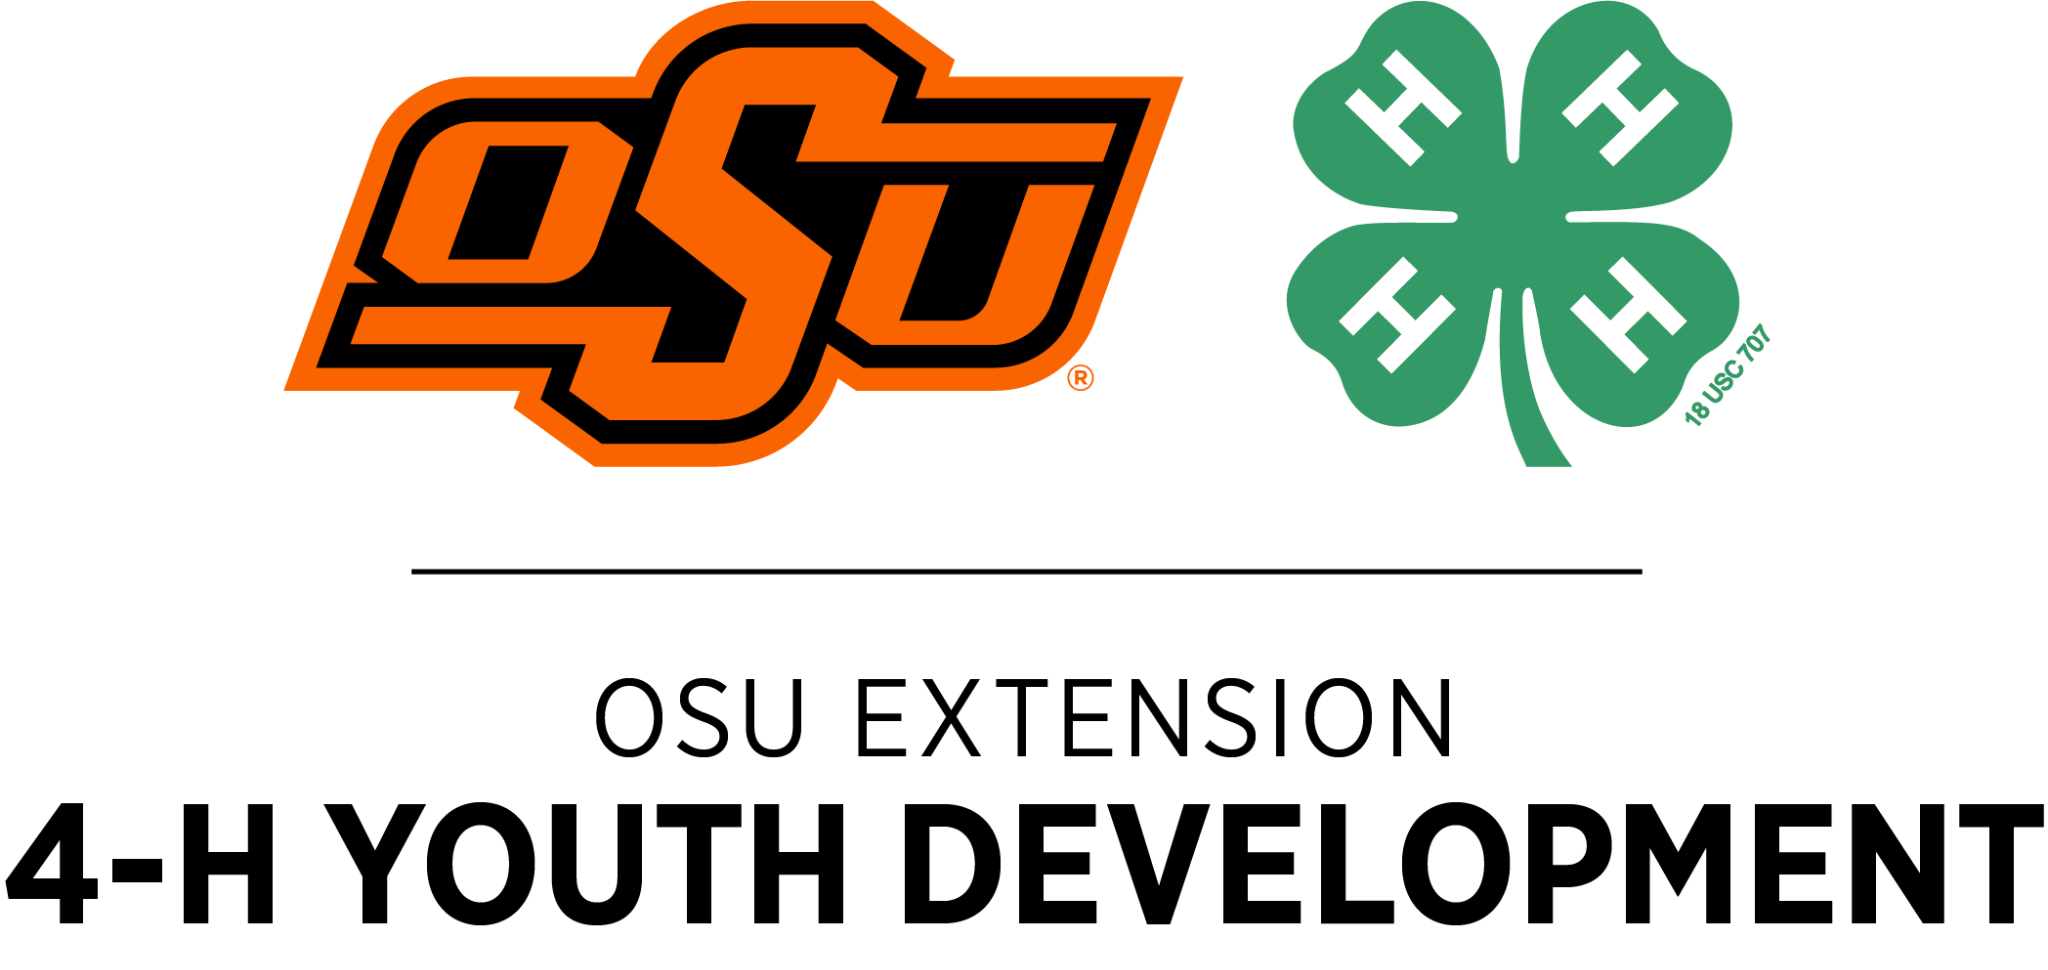 OSU
®
H H
H H
18 USC 707
OSU EXTENSION
4-H YOUTH DEVELOPMENT